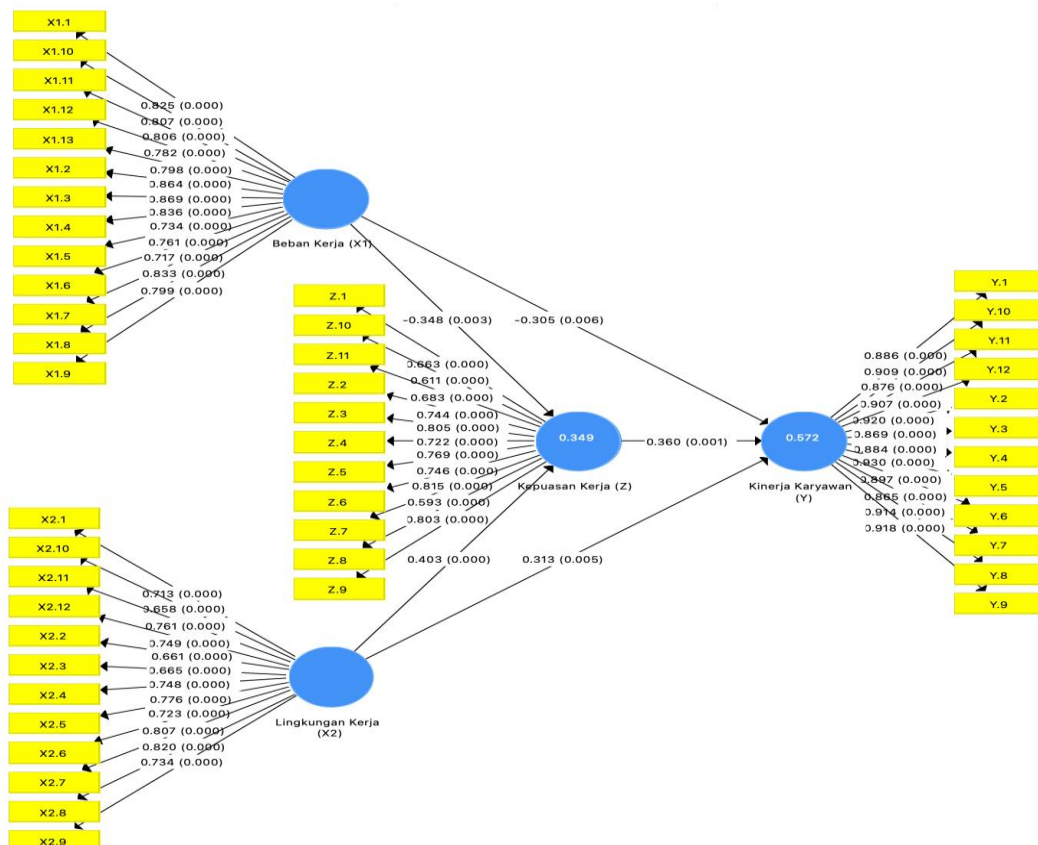 X1.1
X1.10
X1.11
X1.12
X1.13
X1.2
X1.3
X1.4
X1.5
X1.6
X1.7
X1.8
X1.9
0.825 (0.000)
0.807 (0.000)
0.806 (0.000)
0.782 (0.000)
0.798 (0.000)
0.864 (0.000)
0.869 (0.000)
0.836 (0.000)
0.734 (0.000)
0.761 (0.000)
0.717 (0.000)
0.833 (0.000)
0.799 (0.000)
Beban Kerja (X1)
-0.348 (0.003)
-0.305 (0.006)
Z.1
Z.10
Z.11
Z.2
Z.3
Z.4
Z.5
Z.6
Z.7
Z.8
Z.9
0.663 (0.000)
0.611 (0.000)
0.683 (0.000)
0.744 (0.000)
0.805 (0.000)
0.722 (0.000)
0.769 (0.000)
0.746 (0.000)
0.815 (0.000)
0.593 (0.000)
0.803 (0.000)
0.349
Kepuasan Kerja (Z)
0.360 (0.001)
0.403 (0.000)
0.313 (0.005)
0.572
Kinerja Karyawan
(Y)
0.886 (0.000)
0.909 (0.000)
0.876 (0.000)
0.907 (0.000)
0.920 (0.000)
0.869 (0.000)
0.884 (0.000)
0.930 (0.000)
0.897 (0.000)
0.865 (0.000)
0.914 (0.000)
0.918 (0.000)
Y.1
Y.10
Y.11
Y.12
Y.2
Y.3
Y.4
Y.5
Y.6
Y.7
Y.8
Y.9
X2.1
X2.10
X2.11
X2.12
X2.2
X2.3
X2.4
X2.5
X2.6
X2.7
X2.8
X2.9
0.713 (0.000)
0.658 (0.000)
0.761 (0.000)
0.749 (0.000)
0.661 (0.000)
0.665 (0.000)
0.748 (0.000)
0.776 (0.000)
0.723 (0.000)
0.807 (0.000)
0.820 (0.000)
0.734 (0.000)
Lingkungan Kerja
(X2)